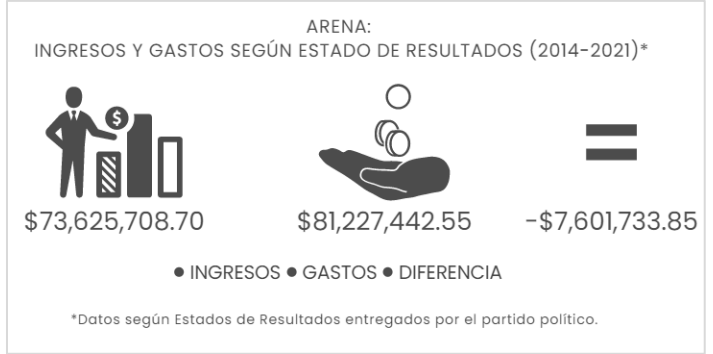 ARENA:
INGRESOS Y GASTOS SEGÚN ESTADO DE RESULTADOS (2014-2021)*
$
$73,625,708.70 $81,227,442.55 -$7,601,733.85
● INGRESOS ● GASTOS ● DIFERENCIA
*Datos según Estados de Resultados entregados por el partido político.